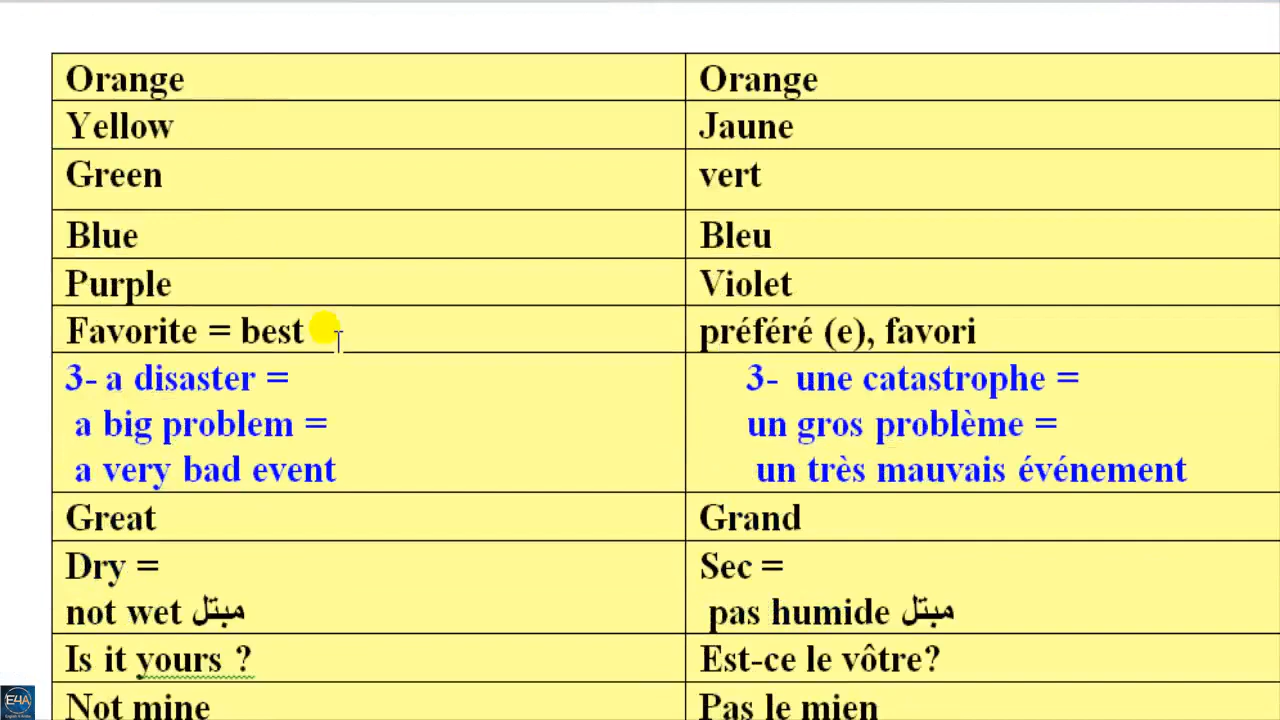 Orange Orange
Yellow Jaune
Green vert
Blue Bleu
Purple Violet
Favorite = best préféré (e), favori
3- a disaster = 3- une catastrophe =
a big problem = un gros problème =
a very bad event un très mauvais événement
Great Grand
Dry = Sec =
not wet مبتل pas humide مبتل
Is it yours ? Est-ce le vôtre?
Not mine Pas le mien
E4A